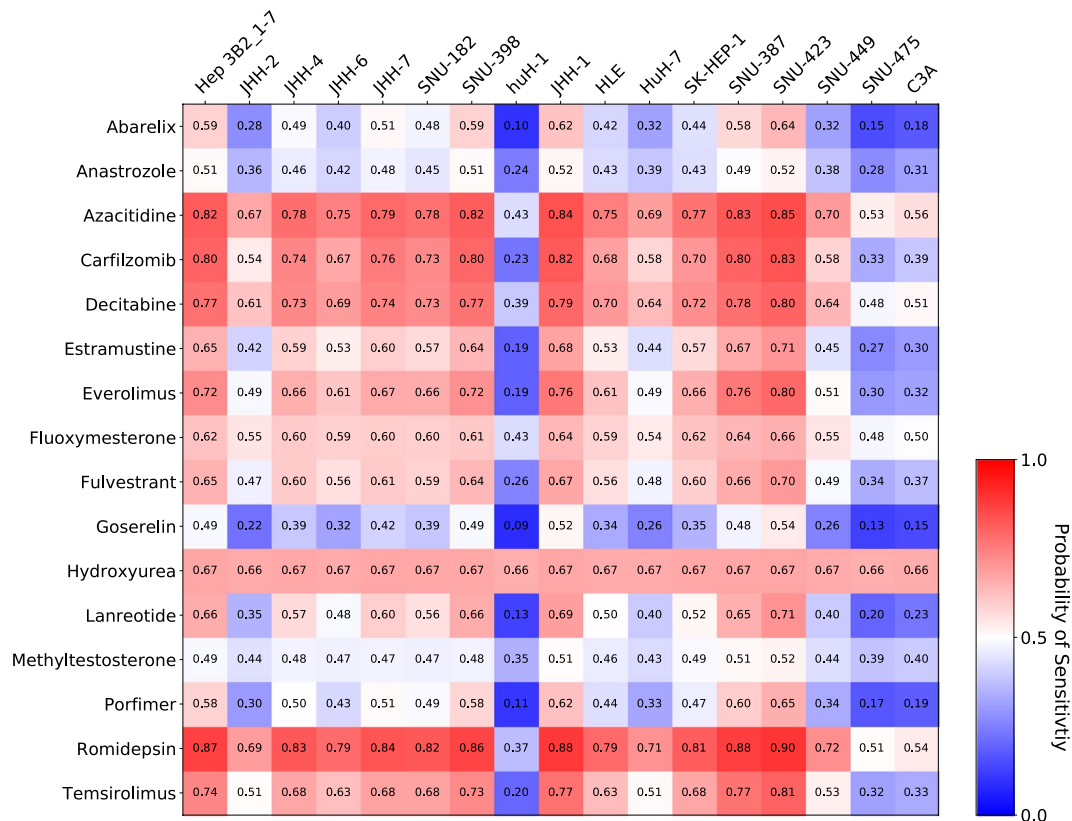 Hep 3B2_1-7 JHH-2 JHH-4 JHH-6 JHH-7 SNU-182 SNU-398 huH-1 JHH-1 HLE HuH-7 SK-HEP-1 SNU-387 SNU-423 SNU-449 SNU-475 C3A
Abarelix 0.59 0.28 0.49 0.40 0.51 0.48 0.59 0.10 0.62 0.42 0.32 0.44 0.58 0.64 0.32 0.15 0.18
Anastrozole 0.51 0.36 0.46 0.42 0.48 0.45 0.51 0.24 0.52 0.43 0.39 0.43 0.49 0.52 0.38 0.28 0.31
Azacitidine 0.82 0.67 0.78 0.75 0.79 0.78 0.82 0.43 0.84 0.75 0.69 0.77 0.83 0.85 0.70 0.53 0.56
Carfilzomib 0.80 0.54 0.74 0.67 0.76 0.73 0.80 0.23 0.82 0.68 0.58 0.70 0.80 0.83 0.58 0.33 0.39
Decitabine 0.77 0.61 0.73 0.69 0.74 0.73 0.77 0.39 0.79 0.70 0.64 0.72 0.78 0.80 0.64 0.48 0.51
Estramustine 0.65 0.42 0.59 0.53 0.60 0.57 0.64 0.19 0.68 0.53 0.44 0.57 0.67 0.71 0.45 0.27 0.30
Everolimus 0.72 0.49 0.66 0.61 0.67 0.66 0.72 0.19 0.76 0.61 0.49 0.66 0.76 0.80 0.51 0.30 0.32
Fluoxymesterone 0.62 0.55 0.60 0.59 0.60 0.60 0.61 0.43 0.64 0.59 0.54 0.62 0.64 0.66 0.55 0.48 0.50
Fulvestrant 0.65 0.47 0.60 0.56 0.61 0.59 0.64 0.26 0.67 0.56 0.48 0.60 0.66 0.70 0.49 0.34 0.37
Goserelin 0.49 0.22 0.39 0.32 0.42 0.39 0.49 0.09 0.52 0.34 0.26 0.35 0.48 0.54 0.26 0.13 0.15
Hydroxyurea 0.67 0.66 0.67 0.67 0.67 0.67 0.67 0.66 0.67 0.67 0.67 0.67 0.67 0.67 0.67 0.66 0.66
Lanreotide 0.66 0.35 0.57 0.48 0.60 0.56 0.66 0.13 0.69 0.50 0.40 0.52 0.65 0.71 0.40 0.20 0.23
Methyltestosterone 0.49 0.44 0.48 0.47 0.47 0.47 0.48 0.35 0.51 0.46 0.43 0.49 0.51 0.52 0.44 0.39 0.40
Porfimer 0.58 0.30 0.50 0.43 0.51 0.49 0.58 0.11 0.62 0.44 0.33 0.47 0.60 0.65 0.34 0.17 0.19
Romidepsin 0.87 0.69 0.83 0.79 0.84 0.82 0.86 0.37 0.88 0.79 0.71 0.81 0.88 0.90 0.72 0.51 0.54
Temsirolimus 0.74 0.51 0.68 0.63 0.68 0.68 0.73 0.20 0.77 0.63 0.51 0.68 0.77 0.81 0.53 0.32 0.33
1.0
0.5
0.0
Probability of Sensitivtiy